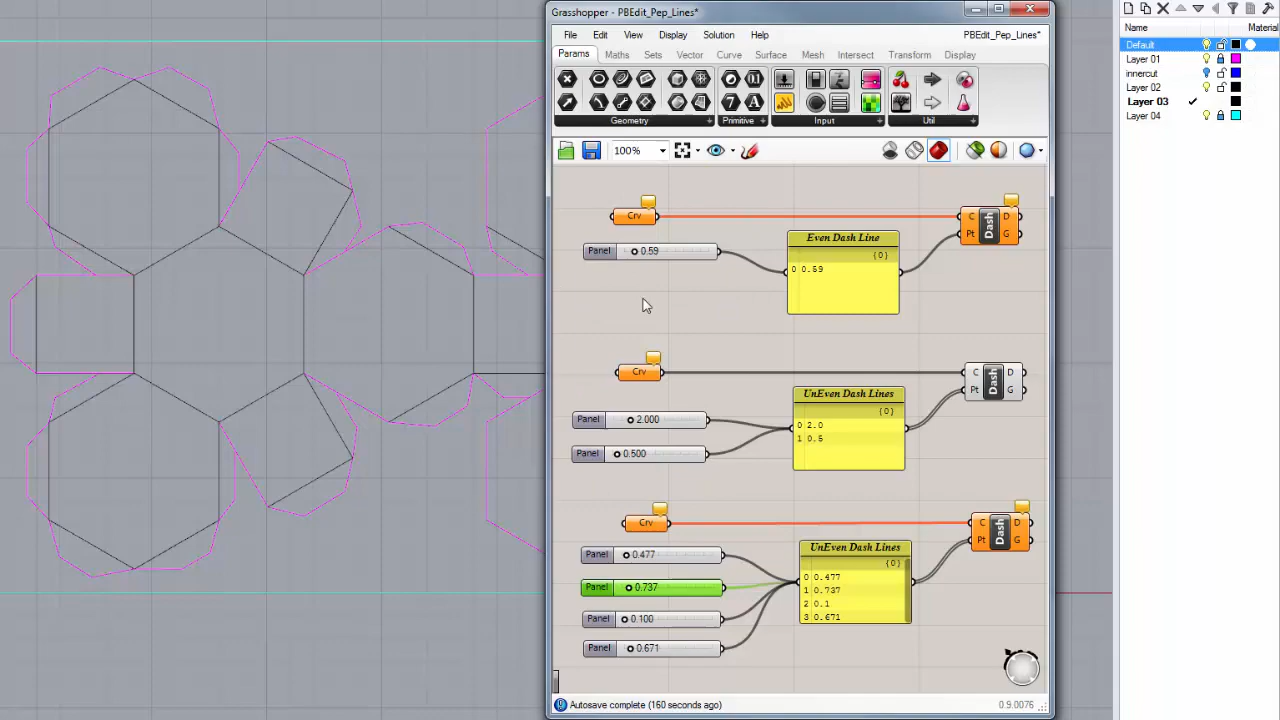 Grasshopper - PBEdit_Pep_Lines*
File Edit View Display Solution Help PBEdit_Pep_Lines*
Params Maths Sets Vector Curve Surface Mesh Intersect Transform Display
Geometry Primitive Input Util
100%
Crv
C D
Pt G
Dash
Panel 0.59
Even Dash Line
{0}
0 0.59
Crv
C D
Pt G
Dash
Panel 2.000
Panel 0.500
UnEven Dash Lines
{0}
0 2.0
1 0.5
Crv
C D
Pt G
Dash
Panel 0.477
Panel 0.737
Panel 0.100
Panel 0.671
UnEven Dash Lines
{0}
0 0.477
1 0.737
2 0.1
3 0.671
Autosave complete (160 seconds ago) 0.9.0076
Name Material
Default
Layer 01
innercut
Layer 02
Layer 03
Layer 04